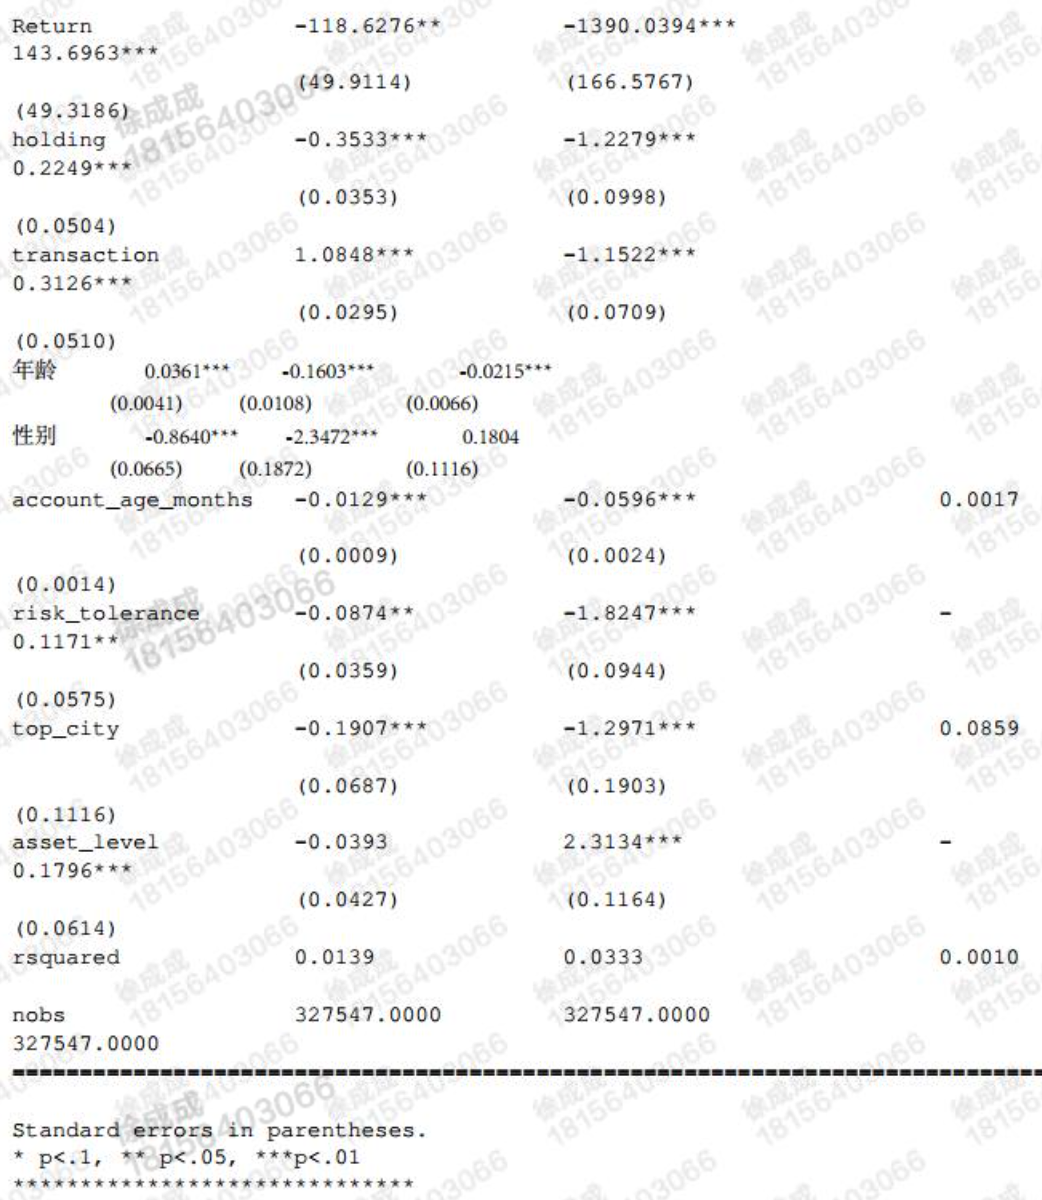 Return -118.6276** -1390.0394***
143.6963***
(49.9114) (166.5767)
(49.3186)
holding -0.3533*** -1.2279***
0.2249***
(0.0353) (0.0998)
(0.0504)
transaction 1.0848*** -1.1522***
0.3126***
(0.0295) (0.0709)
(0.0510)
年龄 0.0361*** -0.1603*** -0.0215***
(0.0041) (0.0108) (0.0066)
性别 -0.8640*** -2.3472*** 0.1804
(0.0665) (0.1872) (0.1116)
account_age_months -0.0129*** -0.0596*** 0.0017
(0.0009) (0.0024)
(0.0014)
risk_tolerance -0.0874** -1.8247*** -
0.1171**
(0.0359) (0.0944)
(0.0575)
top_city -0.1907*** -1.2971*** 0.0859
(0.0687) (0.1903)
(0.1116)
asset_level -0.0393 2.3134*** -
0.1796***
(0.0427) (0.1164)
(0.0614)
rsquared 0.0139 0.0333 0.0010
nobs 327547.0000 327547.0000
327547.0000
Standard errors in parentheses.
* p<.1, ** p<.05, ***p<.01
******************************
徐成成
18156403066